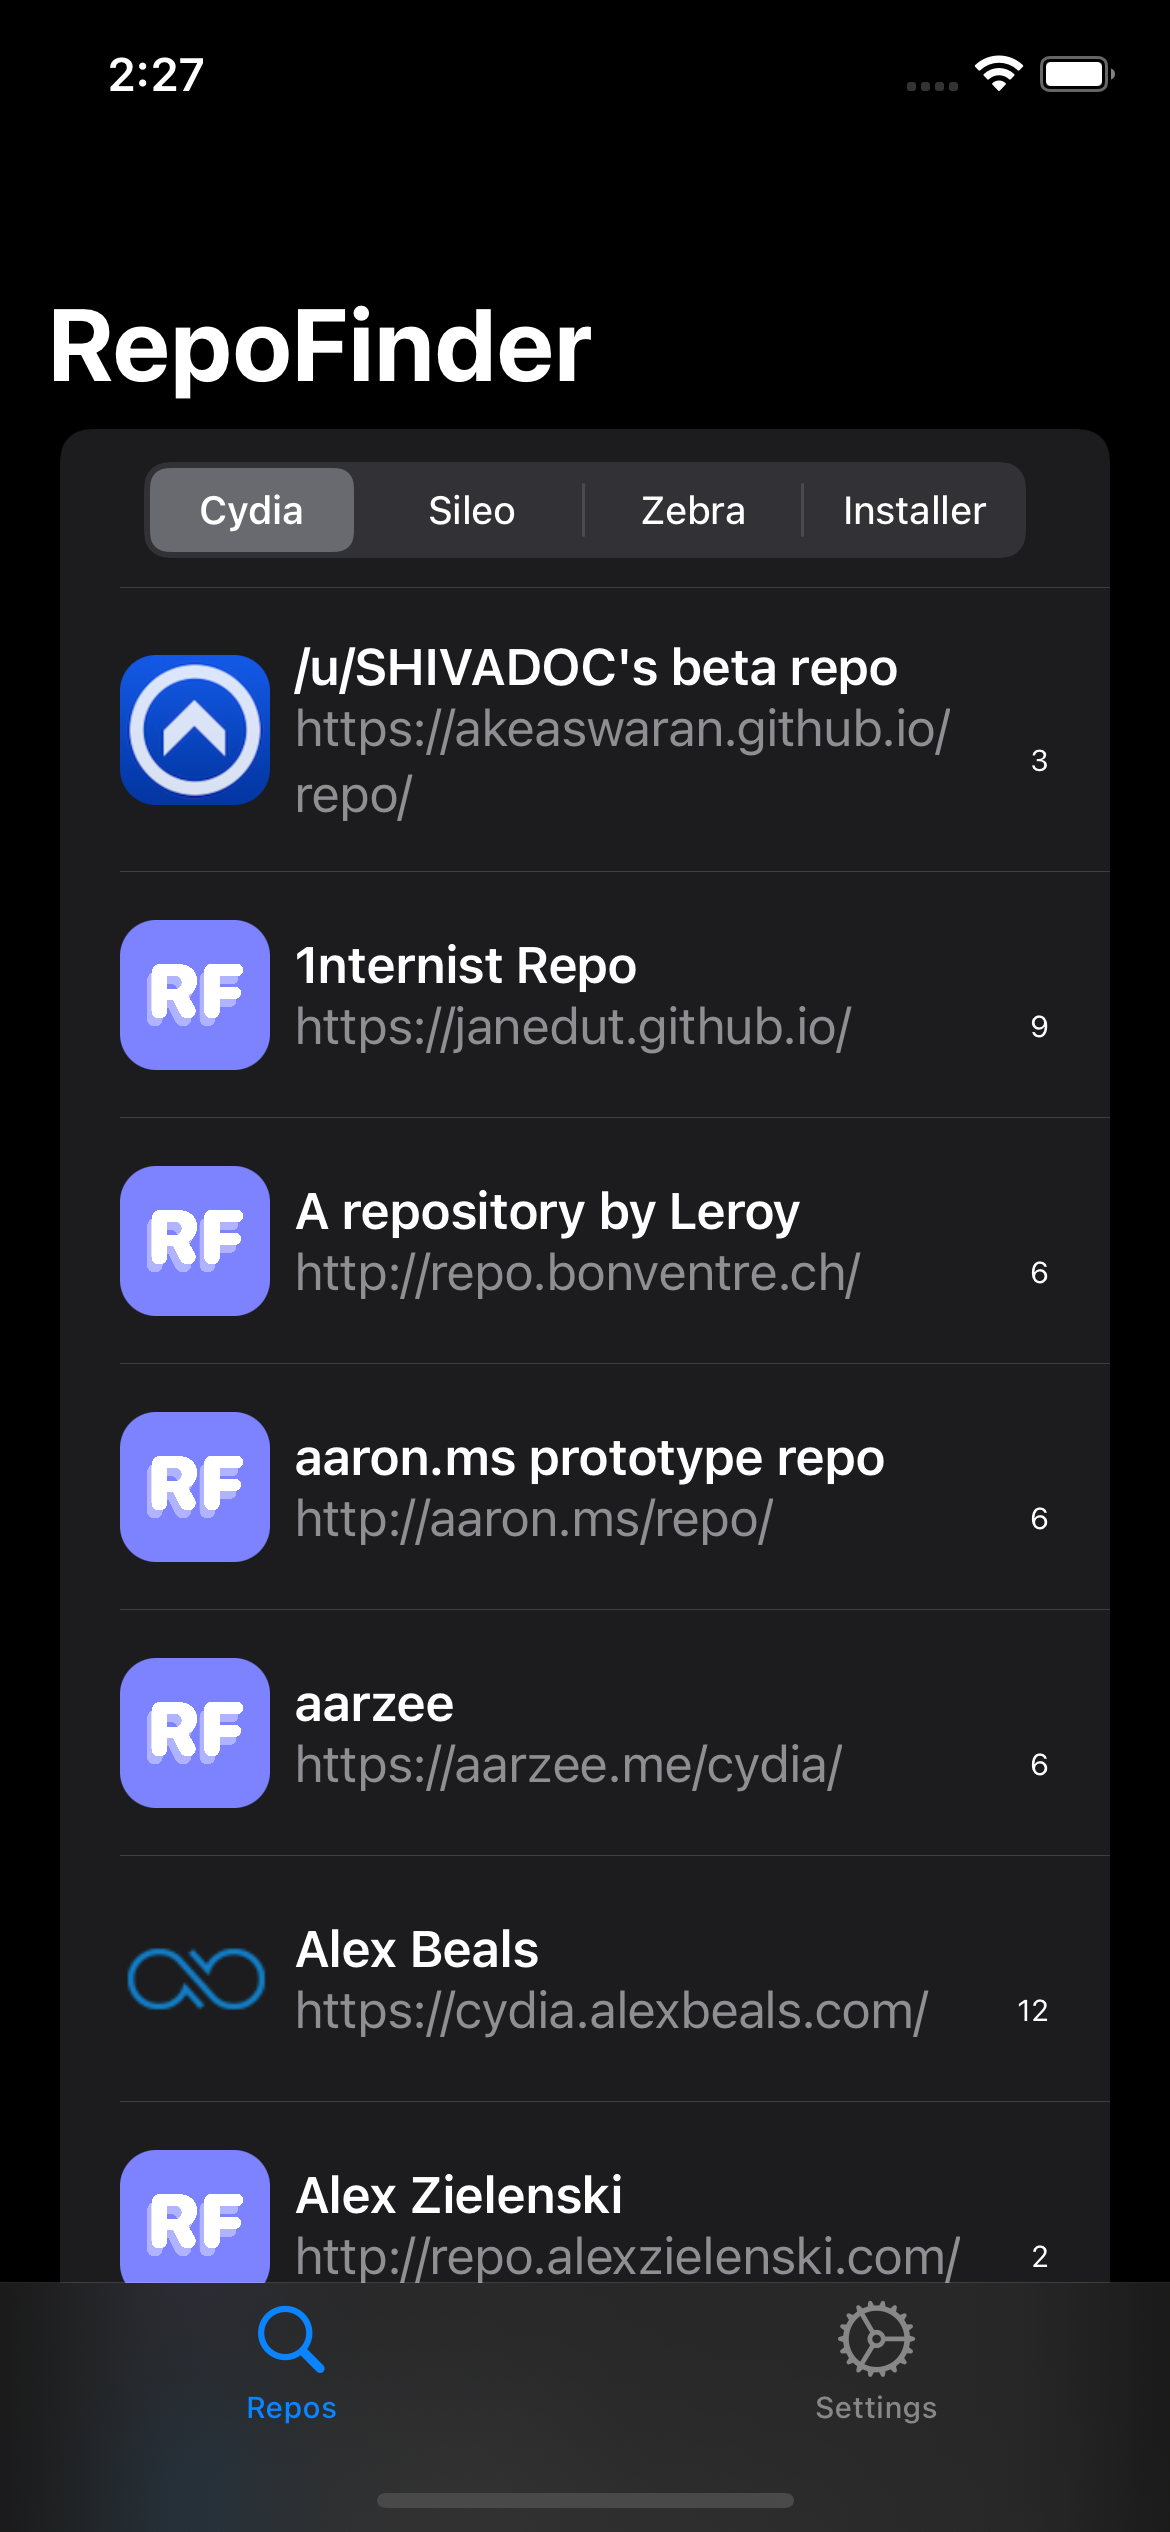 2:27
RepoFinder
Cydia Sileo Zebra Installer
/u/SHIVADOC's beta repo
https://akeaswaran.github.io/
repo/
3
RF
1nternist Repo
https://janedut.github.io/
9
RF
A repository by Leroy
http://repo.bonventre.ch/
6
RF
aaron.ms prototype repo
http://aaron.ms/repo/
6
RF
aarzee
https://aarzee.me/cydia/
6
Alex Beals
https://cydia.alexbeals.com/
12
RF
Alex Zielenski
http://repo.alexzielenski.com/
2
Repos Settings